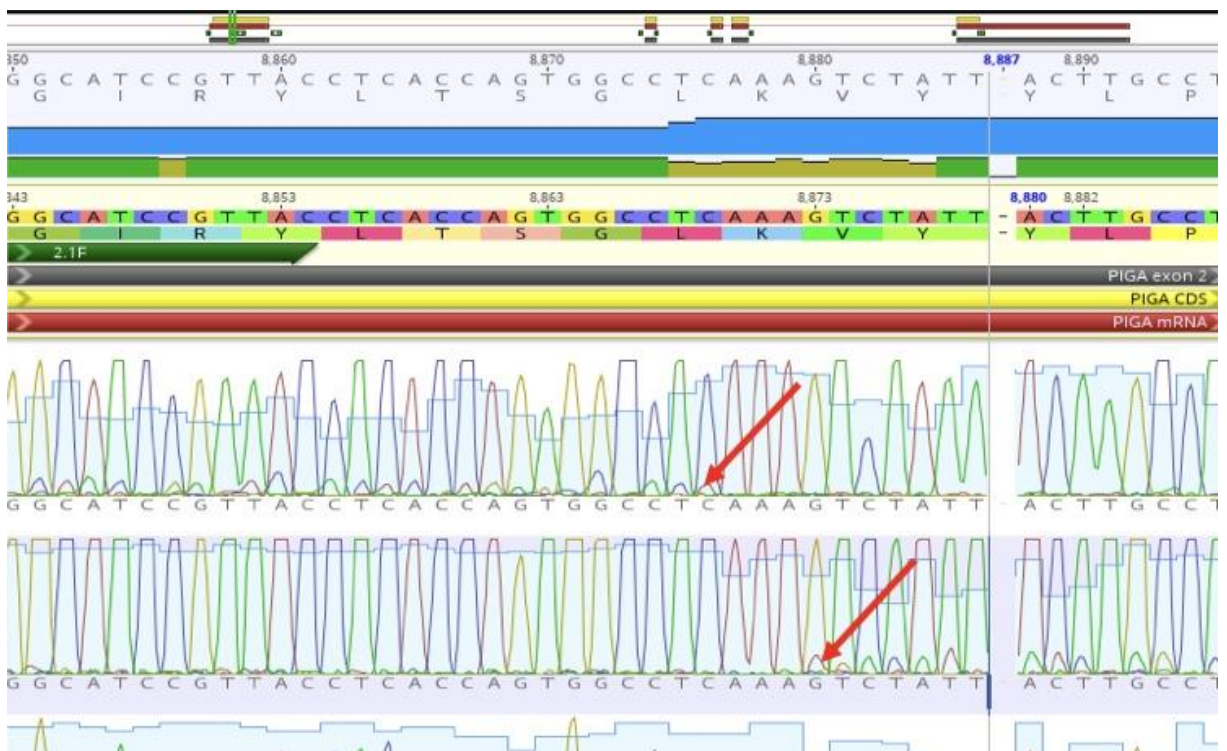 350 8,860 8,870 8,880 8,887 8,890
G G C A T C C G T T A C C T C A C C A G T G G C C T C A A A G T C T A T T - A C T T G C C T
G I R Y L T S G L K V Y - Y L P
343 8,853 8,863 8,873 8,880 8,882
G G C A T C C G T T A C C T C A C C A G T G G C C T C A A A G T C T A T T - A C T T G C C T
G I R Y L T S G L K V Y - Y L P
2.1F
PIGA exon 2
PIGA CDS
PIGA mRNA
G G C A T C C G T T A C C T C A C C A G T G G C C T C A A A G T C T A T T - A C T T G C C T
G G C A T C C G T T A C C T C A C C A G T G G C C T C A A A G T C T A T T A C T T G C C T